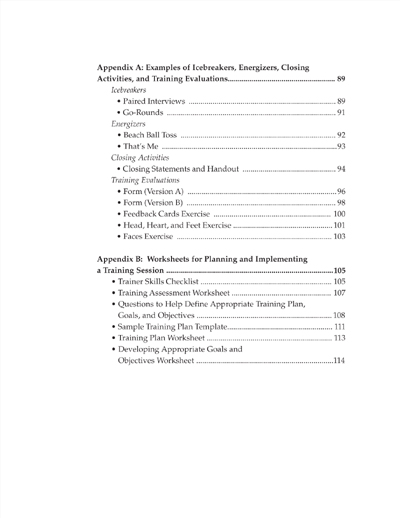 Appendix A: Examples of Icebreakers, Energizers, Closing
Activities, and Training Evaluations.................................................... 89
Icebreakers
• Paired Interviews .............................................................. 89
• Go-Rounds ....................................................................... 91
Energizers
• Beach Ball Toss .................................................................. 92
• That's Me ..........................................................................93
Closing Activities
• Closing Statements and Handout ........................................ 94
Training Evaluations
• Form (Version A) ...............................................................96
• Form (Version B) ............................................................... 98
• Feedback Cards Exercise .................................................. 100
• Head, Heart, and Feet Exercise ..........................................101
• Faces Exercise .................................................................. 103
Appendix B: Worksheets for Planning and Implementing
a Training Session ......................................................................105
• Trainer Skills Checklist ....................................................... 105
• Training Assessment Worksheet .......................................... 107
• Questions to Help Define Appropriate Training Plan,
Goals, and Objectives .......................................................... 108
• Sample Training Plan Template............................................ 111
• Training Plan Worksheet ..................................................... 113
• Developing Appropriate Goals and
Objectives Worksheet ..........................................................114